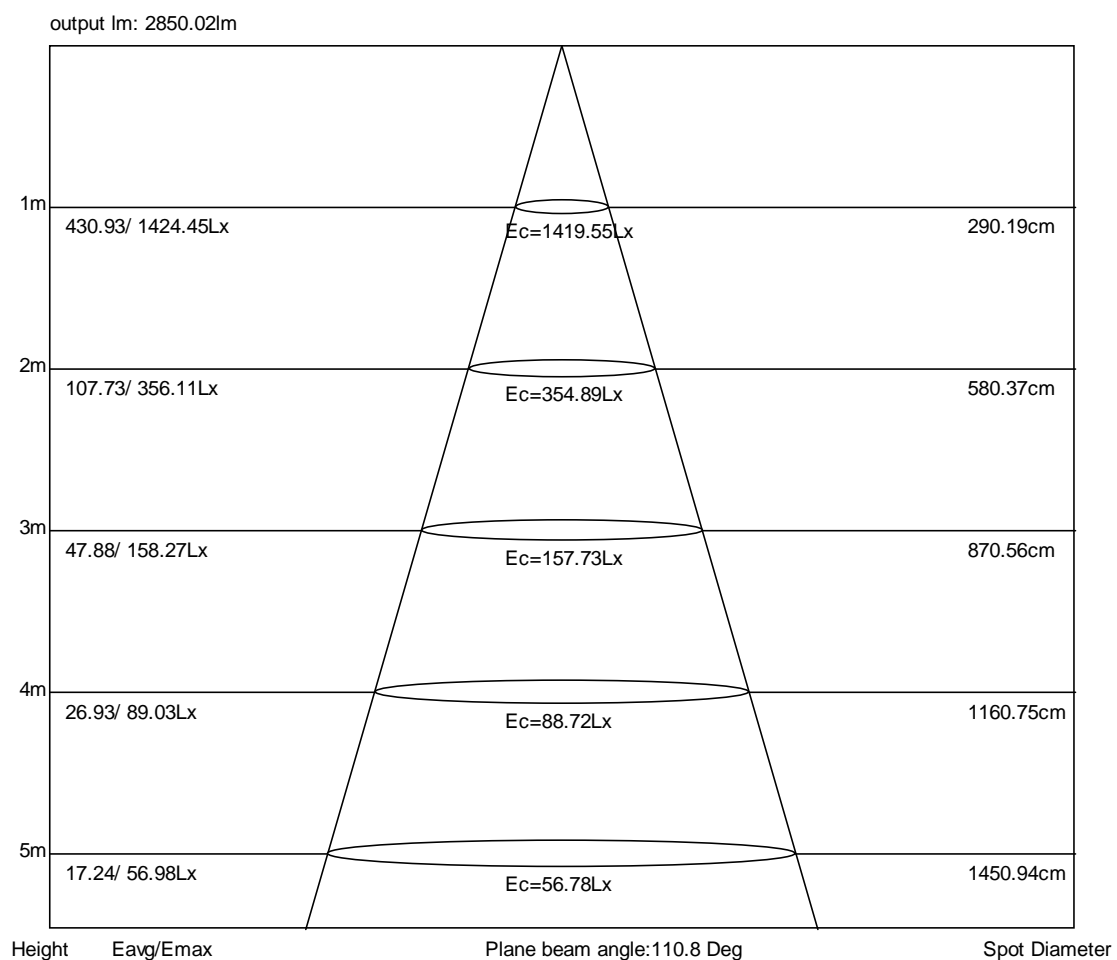 output lm: 2850.02lm
1m
430.93/ 1424.45Lx
Ec=1419.55Lx
290.19cm
2m
107.73/ 356.11Lx
Ec=354.89Lx
580.37cm
3m
47.88/ 158.27Lx
Ec=157.73Lx
870.56cm
4m
26.93/ 89.03Lx
Ec=88.72Lx
1160.75cm
5m
17.24/ 56.98Lx
Ec=56.78Lx
1450.94cm
Height Eavg/Emax Plane beam angle:110.8 Deg Spot Diameter